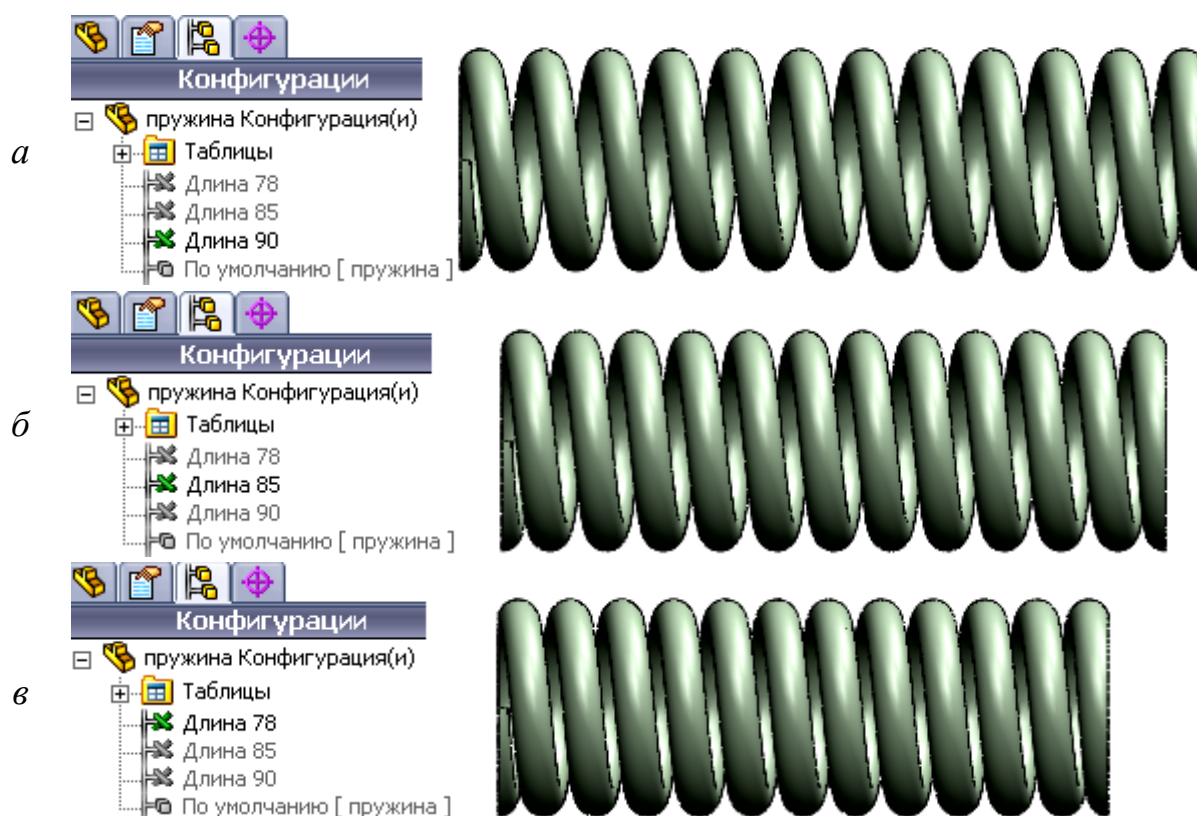 а
Конфигурации
пружина Конфигурация(и)
Таблицы
Длина 78
Длина 85
Длина 90
По умолчанию [ пружина ]
б
Конфигурации
пружина Конфигурация(и)
Таблицы
Длина 78
Длина 85
Длина 90
По умолчанию [ пружина ]
в
Конфигурации
пружина Конфигурация(и)
Таблицы
Длина 78
Длина 85
Длина 90
По умолчанию [ пружина ]